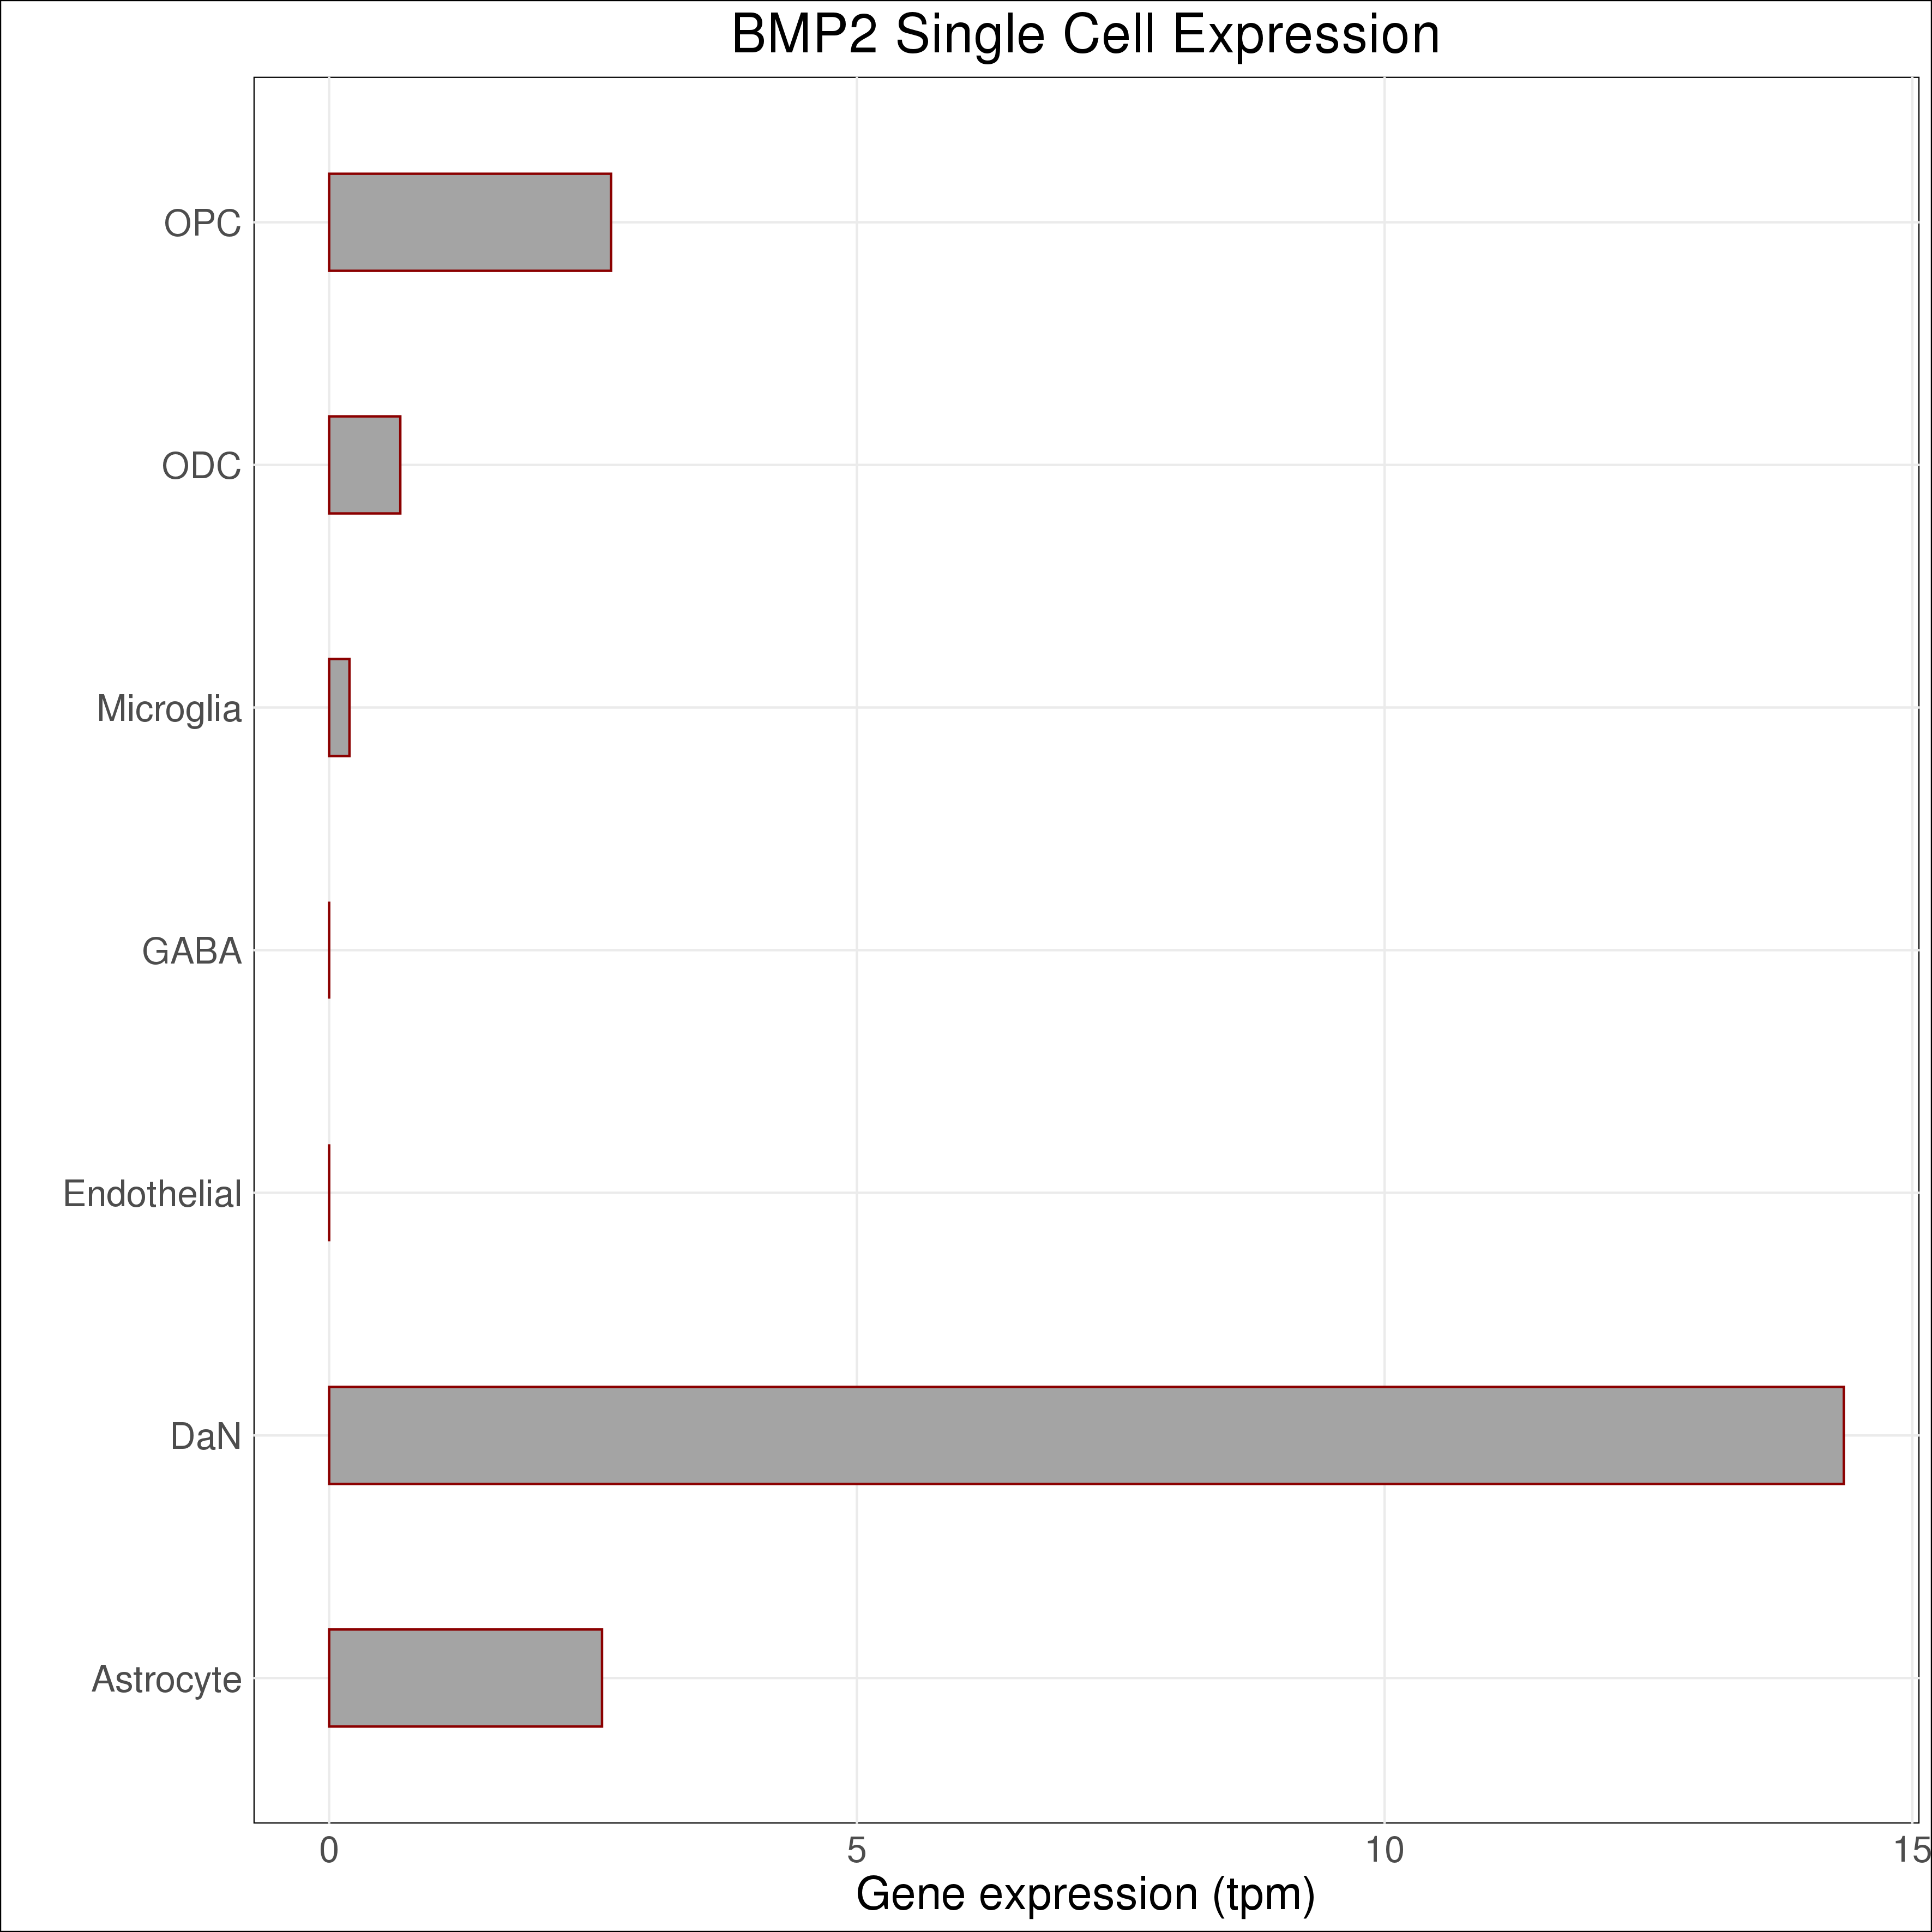 BMP2 Single Cell Expression
OPC
ODC
Microglia
GABA
Endothelial
DaN
Astrocyte
0 5 10 15
Gene expression (tpm)